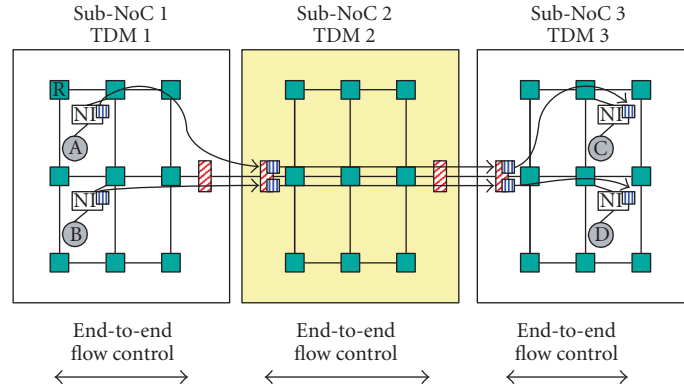 Sub-NoC 1
TDM 1
Sub-NoC 2
TDM 2
Sub-NoC 3
TDM 3
R
NI
A
NI
B
NI
C
NI
D
End-to-end
flow control
End-to-end
flow control
End-to-end
flow control